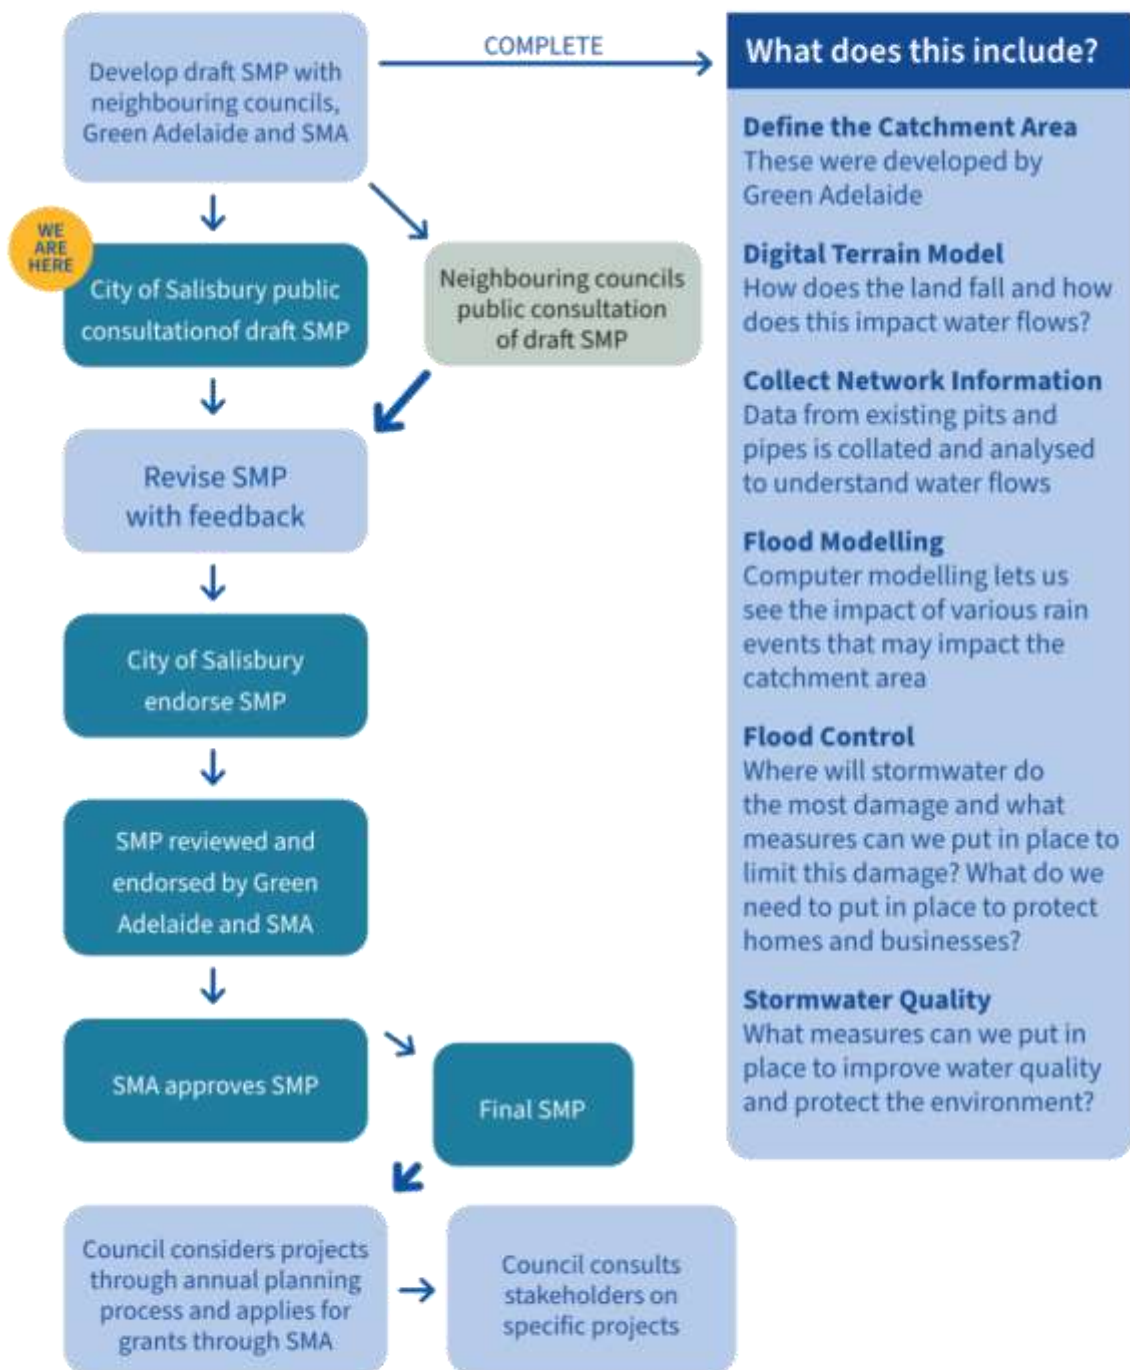 Develop draft SMP with
neighbouring councils,
Green Adelaide and SMA
COMPLETE
WE
ARE
HERE
City of Salisbury public
consultationof draft SMP
Neighbouring councils
public consultation
of draft SMP
Revise SMP
with feedback
City of Salisbury
endorse SMP
SMP reviewed and
endorsed by Green
Adelaide and SMA
SMA approves SMP
Final SMP
Council considers projects
through annual planning
process and applies for
grants through SMA
Council consults
stakeholders on
specific projects
What does this include?
Define the Catchment Area
These were developed by
Green Adelaide
Digital Terrain Model
How does the land fall and how
does this impact water flows?
Collect Network Information
Data from existing pits and
pipes is collated and analysed
to understand water flows
Flood Modelling
Computer modelling lets us
see the impact of various rain
events that may impact the
catchment area
Flood Control
Where will stormwater do
the most damage and what
measures can we put in place to
limit this damage? What do we
need to put in place to protect
homes and businesses?
Stormwater Quality
What measures can we put in
place to improve water quality
and protect the environment?